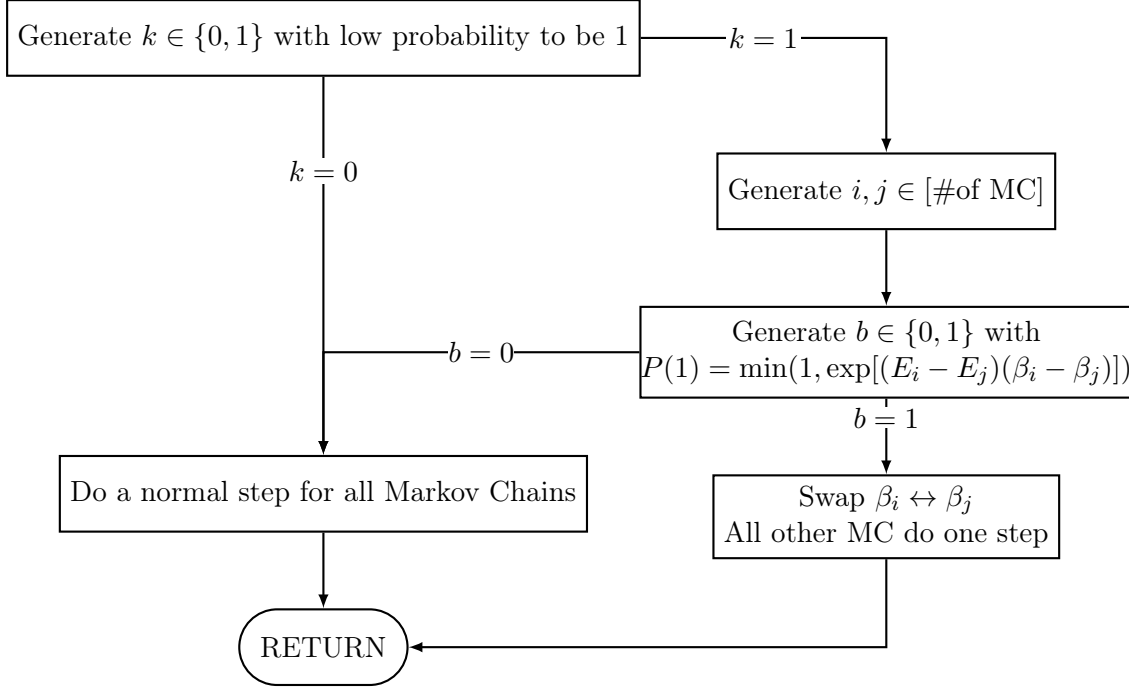 Generate k ∈ {0, 1} with low probability to be 1
k = 1
k = 0
Generate i, j ∈ [#of MC]
Generate b ∈ {0, 1} with
P(1) = min(1, exp[(E_i − E_j)(β_i − β_j)])
b = 0
b = 1
Do a normal step for all Markov Chains
Swap β_i ↔ β_j
All other MC do one step
RETURN